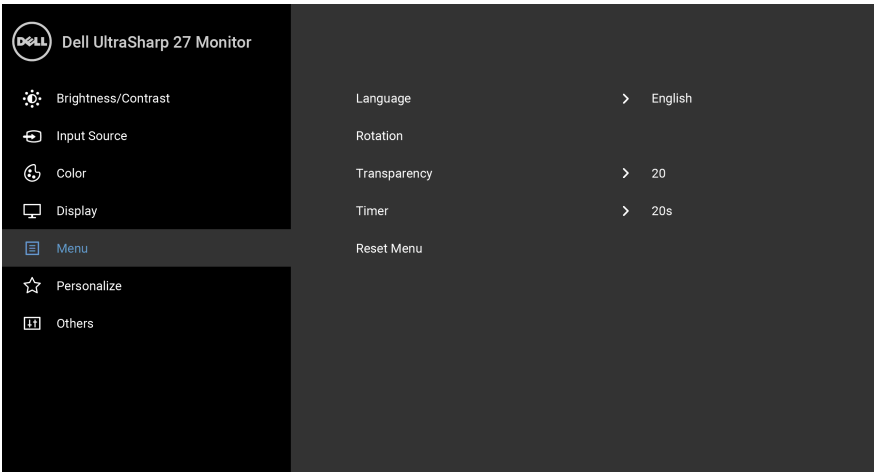 DELL Dell UltraSharp 27 Monitor
Brightness/Contrast
Input Source
Color
Display
Menu
Personalize
Others
Language > English
Rotation
Transparency > 20
Timer > 20s
Reset Menu